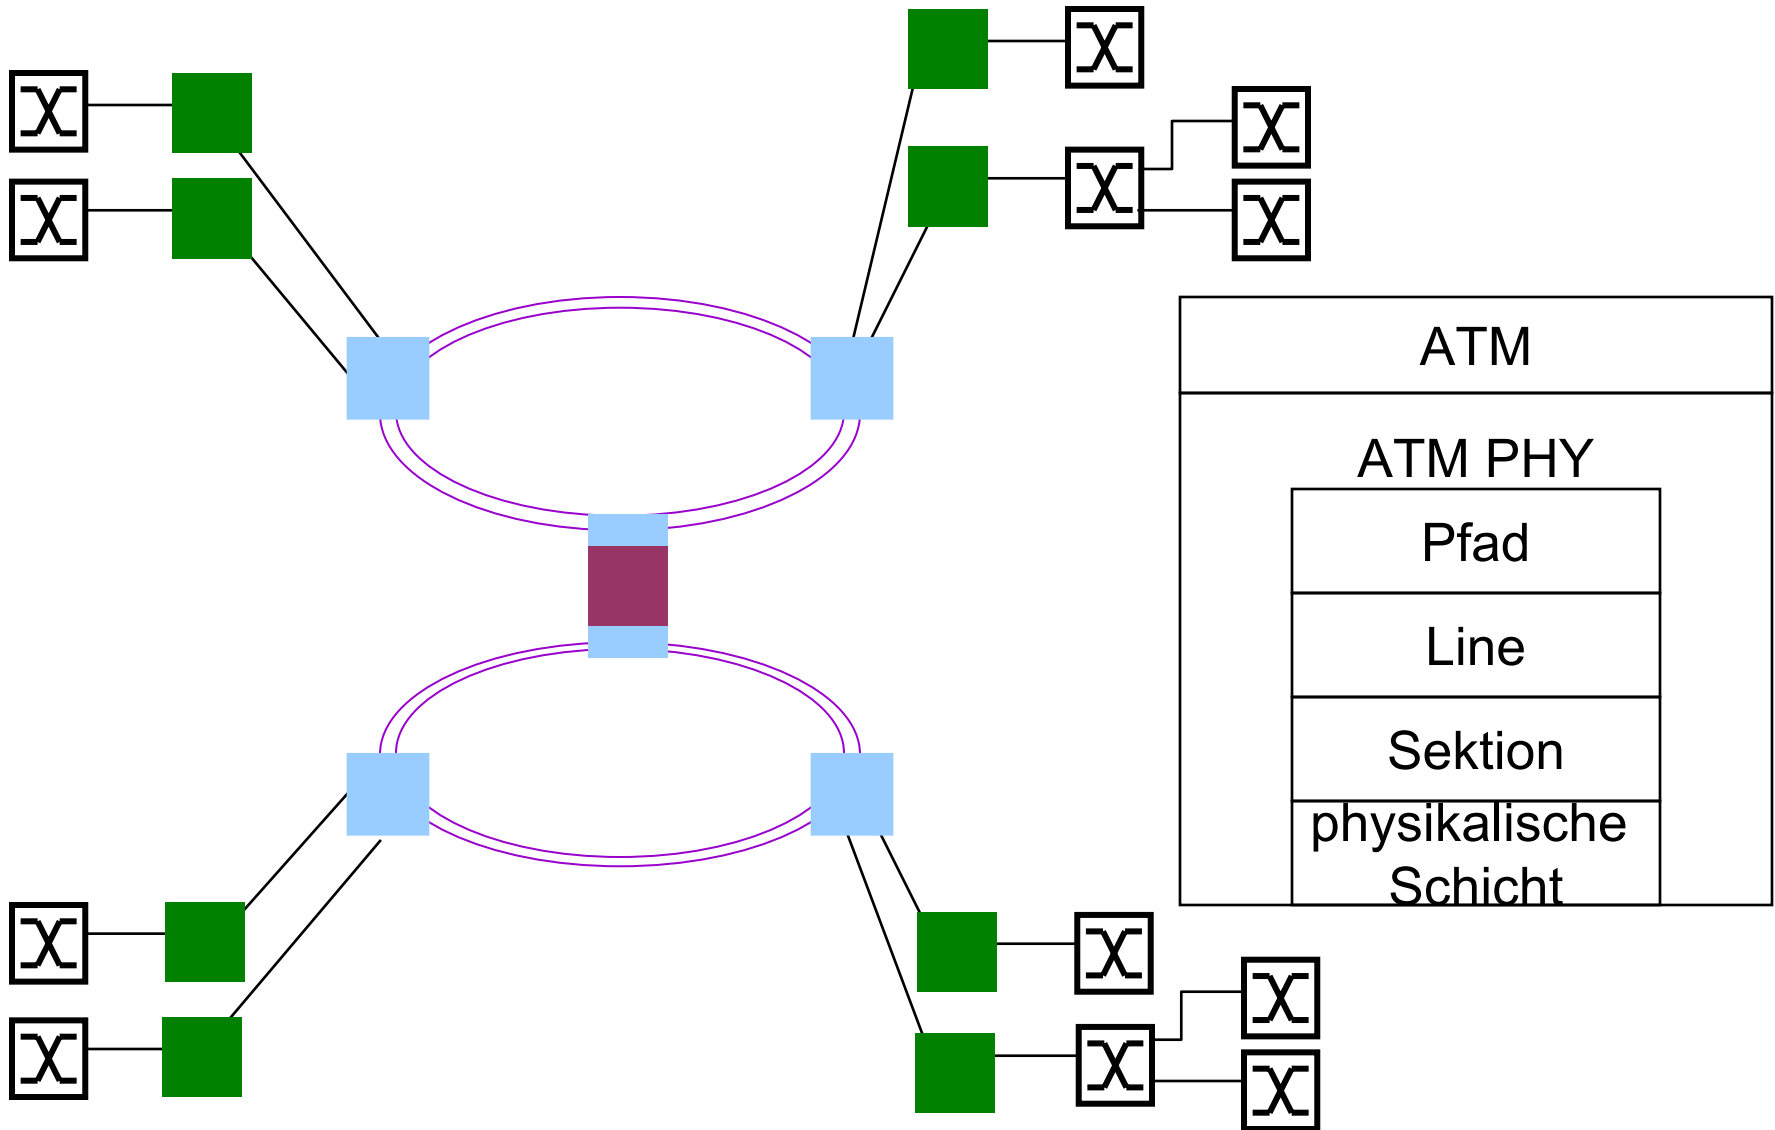 ATM
ATM PHY
Pfad
Line
Sektion
physikalische
Schicht